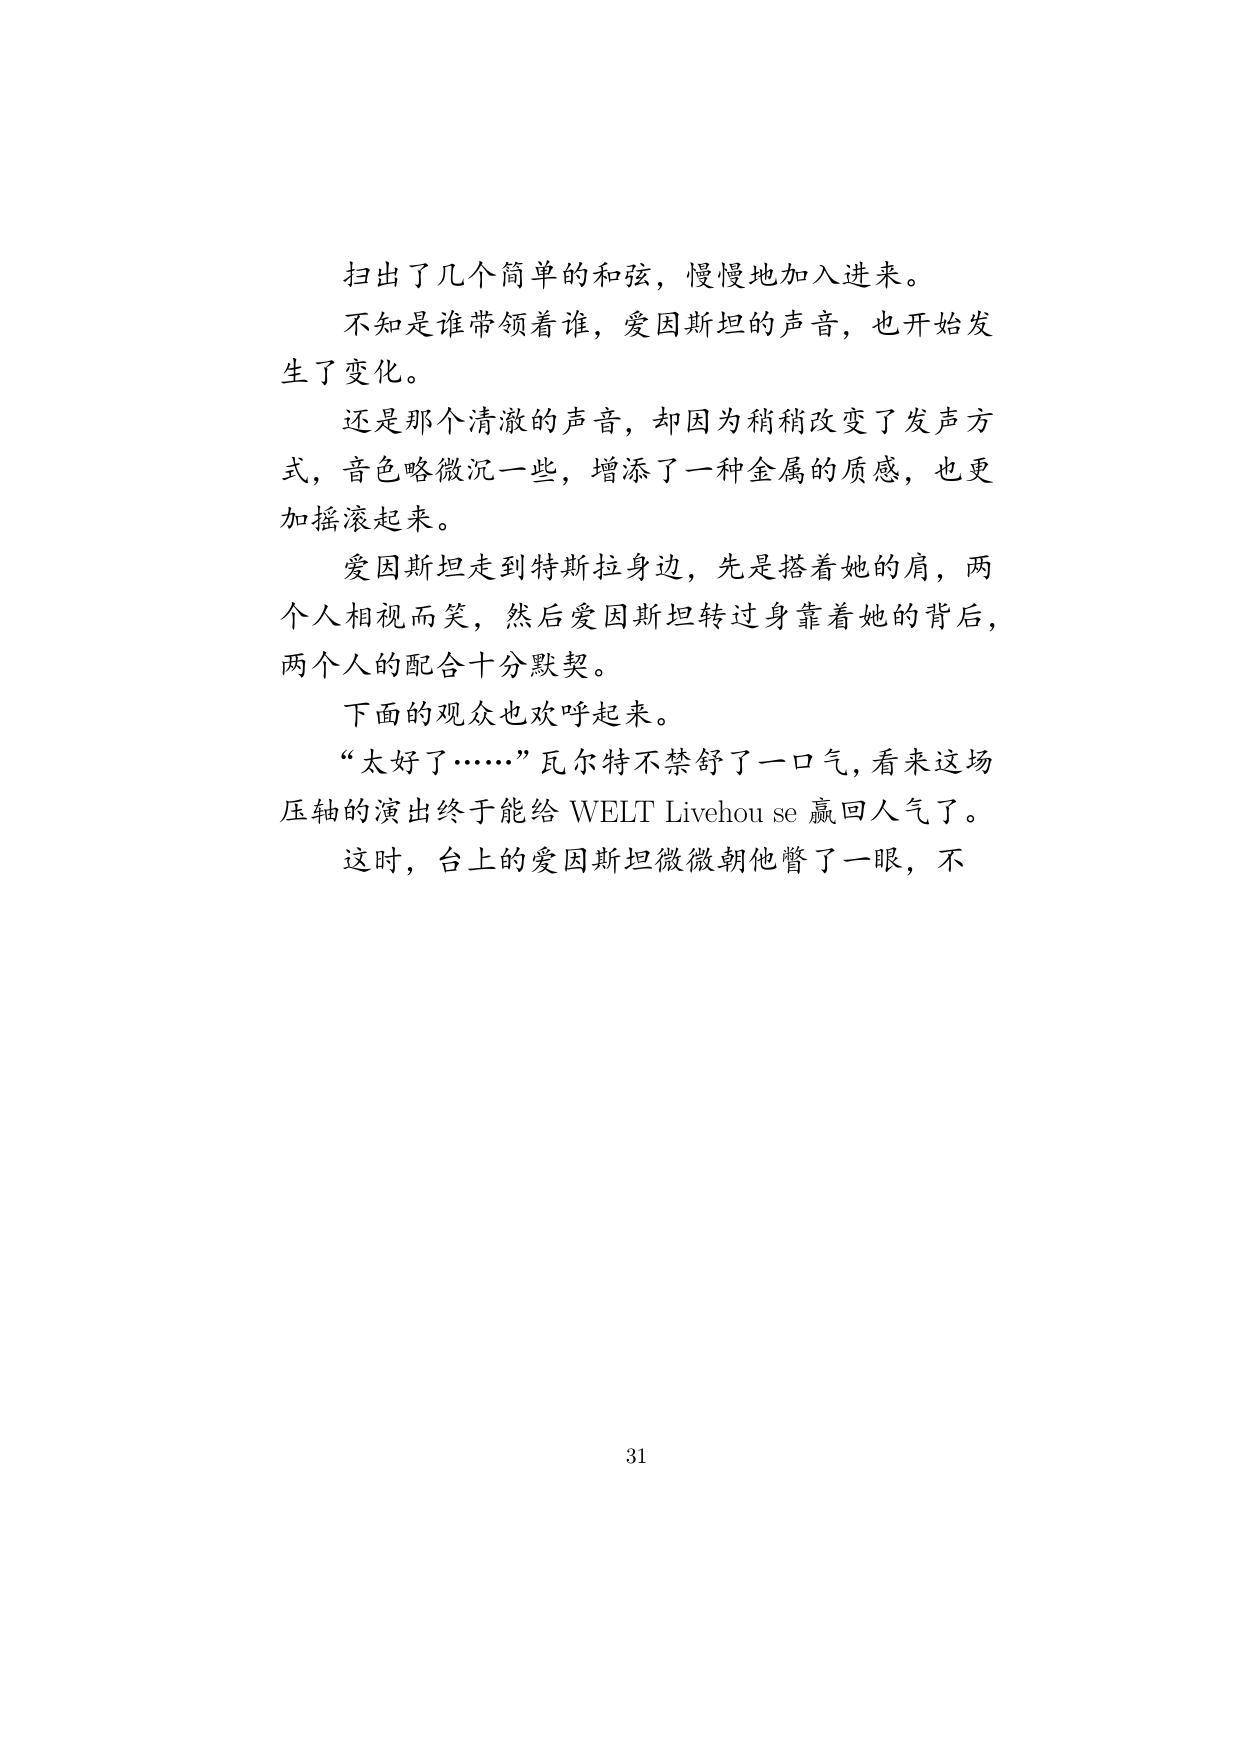 扫出了几个简单的和弦，慢慢地加入进来。
不知是谁带领着谁，爱因斯坦的声音，也开始发
生了变化。
还是那个清澈的声音，却因为稍稍改变了发声方
式，音色略微沉一些，增添了一种金属的质感，也更
加摇滚起来。
爱因斯坦走到特斯拉身边，先是搭着她的肩，两
个人相视而笑，然后爱因斯坦转过身靠着她的背后，
两个人的配合十分默契。
下面的观众也欢呼起来。
“太好了……”瓦尔特不禁舒了一口气，看来这场
压轴的演出终于能给 WELT Livehou se 赢回人气了。
这时，台上的爱因斯坦微微朝他瞥了一眼，不
31